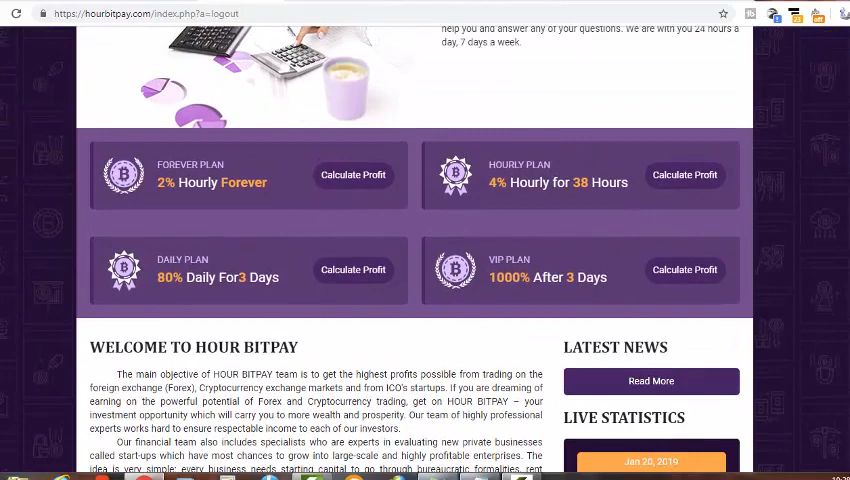 https://hourbitpay.com/index.php?a=logout
help you and answer any of your questions. We are with you 24 hours a
day, 7 days a week.
FOREVER PLAN
2% Hourly Forever
Calculate Profit
HOURLY PLAN
4% Hourly for 38 Hours
Calculate Profit
DAILY PLAN
80% Daily For3 Days
Calculate Profit
VIP PLAN
1000% After 3 Days
Calculate Profit
WELCOME TO HOUR BITPAY
The main objective of HOUR BITPAY team is to get the highest profits possible from trading on the
foreign exchange (Forex), Cryptocurrency exchange markets and from ICO's startups. If you are dreaming of
earning on the powerful potential of Forex and Cryptocurrency trading, get on HOUR BITPAY – your
investment opportunity which will carry you to more wealth and prosperity. Our team of highly professional
experts works hard to ensure respectable income to each of our investors.
Our financial team also includes specialists who are experts in evaluating new private businesses
called start-ups which have most chances to grow into large-scale and highly profitable enterprises. The
idea is very simple: every business needs starting capital to go through bureaucratic formalities, rent
LATEST NEWS
Read More
LIVE STATISTICS
Jan 20, 2019